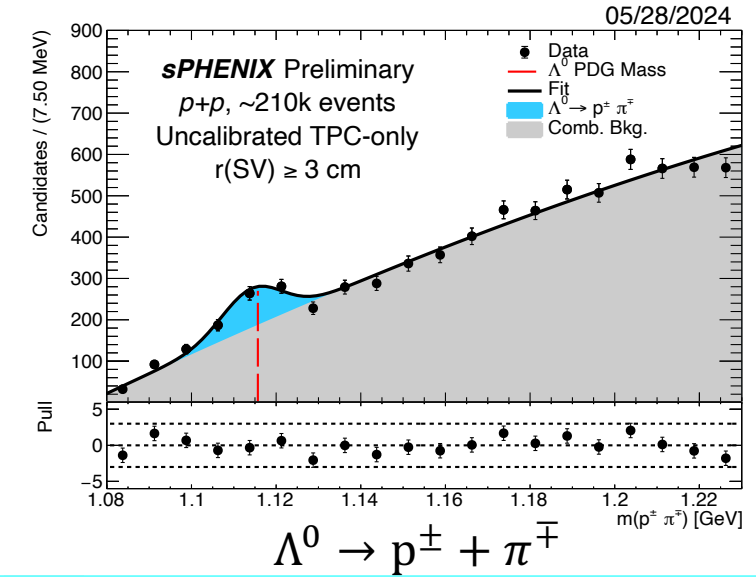 05/28/2024
Candidates / (7.50 MeV)
900
800
700
600
500
400
300
200
100
sPHENIX Preliminary
p+p, ~210k events
Uncalibrated TPC-only
r(SV) ≥ 3 cm
Data
Λ⁰ PDG Mass
Fit
Λ⁰→ p± π∓
Comb. Bkg.
Pull
5
0
−5
1.08 1.1 1.12 1.14 1.16 1.18 1.2 1.22
m(p± π∓) [GeV]
Λ⁰ → p± + π∓